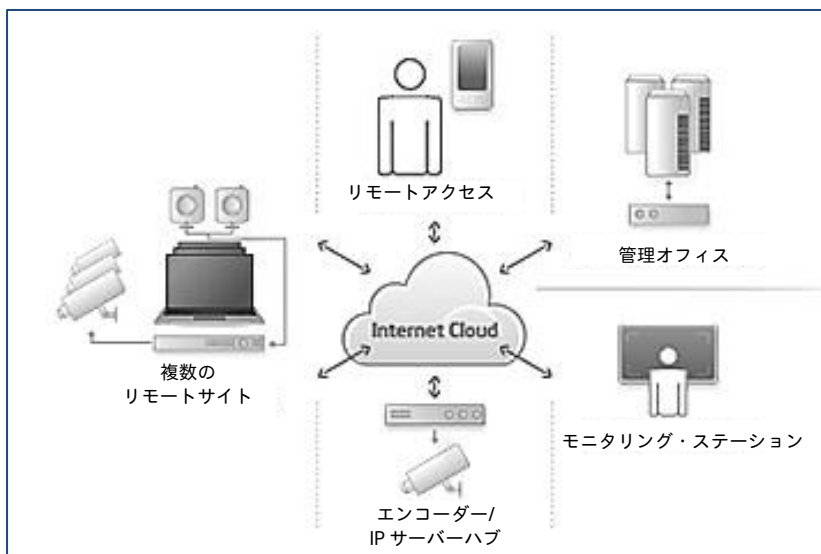 リモートアクセス
管理オフィス
Internet Cloud
複数の
リモートサイト
モニタリング・ステーション
エンコーダー/
IP サーバーハブ